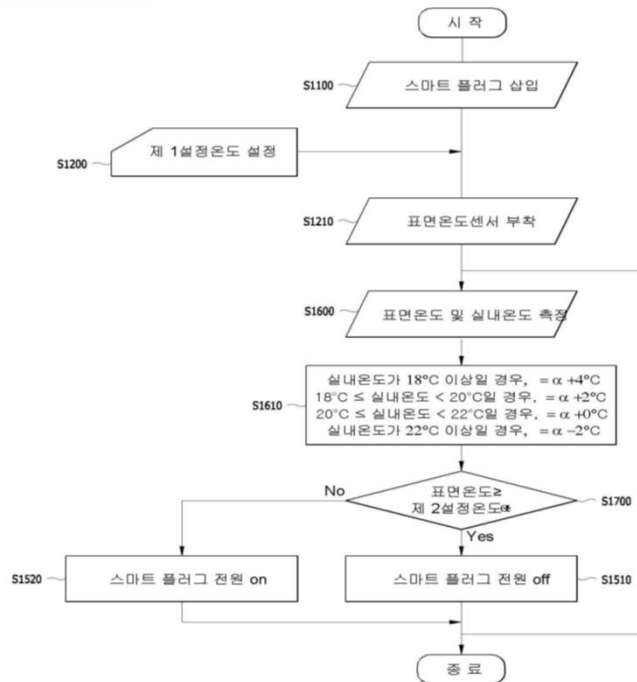 시 작
S1100
스마트 플러그 삽입
제 1설정온도 설정
S1200
표면온도센서 부착
S1210
S1600
표면온도 및 실내온도 측정
실내온도가 18°C 이상일 경우, = α +4°C
18°C ≤ 실내온도 < 20°C일 경우, = α +2°C
S1610
20°C ≤ 실내온도 < 22°C일 경우, = α +0°C
실내온도가 22°C 이상일 경우, = α −2°C
No
표면온도≥
제 2설정온도α
S1700
Yes
S1520
스마트 플러그 전원 on
스마트 플러그 전원 off
S1510
종 료